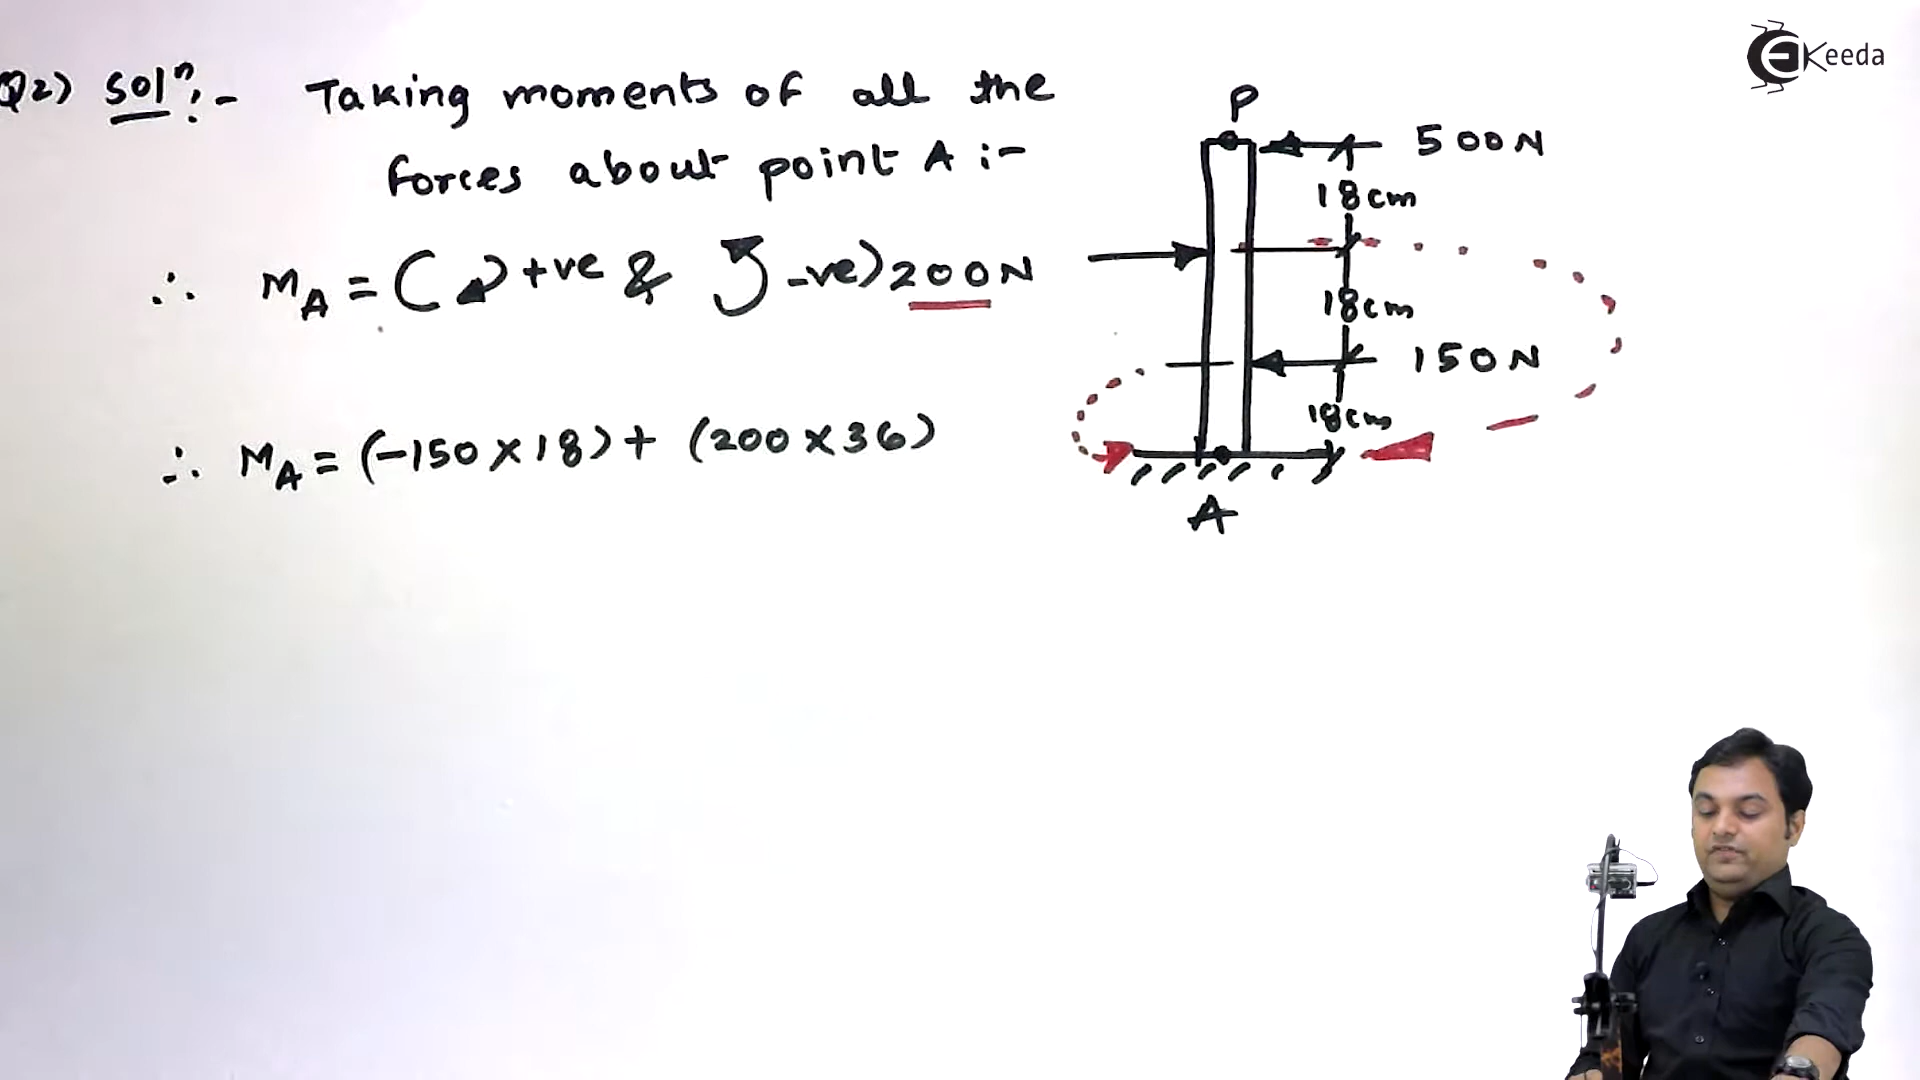 Q2) Solⁿ:- Taking moments of all the
forces about point A :-
∴ MA = (↻ +ve & ↺ -ve)
∴ MA = (-150 × 18) + (200 × 36)
P
500N
18cm
200N
18cm
150N
18cm
A
EKeeda